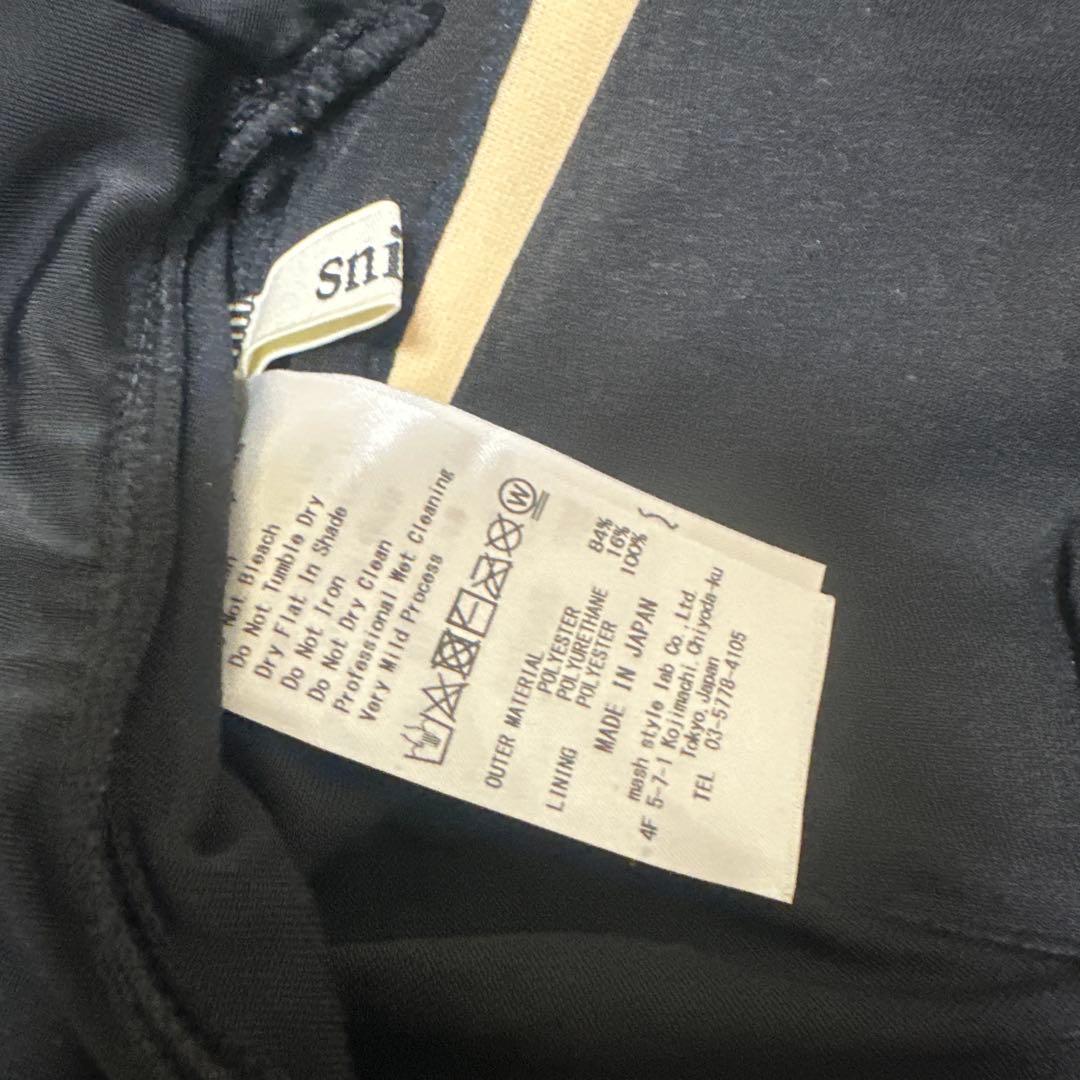 sni
Not Bleach
Do Not Tumble Dry
Dry Flat In Shade
Do Not Iron
Do Not Dry Clean
Professional Wet Cleaning
Very Mild Process
W
OUTER MATERIAL
POLYESTER 84%
POLYURETHANE 16%
LINING POLYESTER 100%
MADE IN JAPAN
mash style lab Co. Ltd.
4F 5-7-1 Kojimachi Chiyoda-ku
Tokyo, Japan
TEL 03-5778-4105